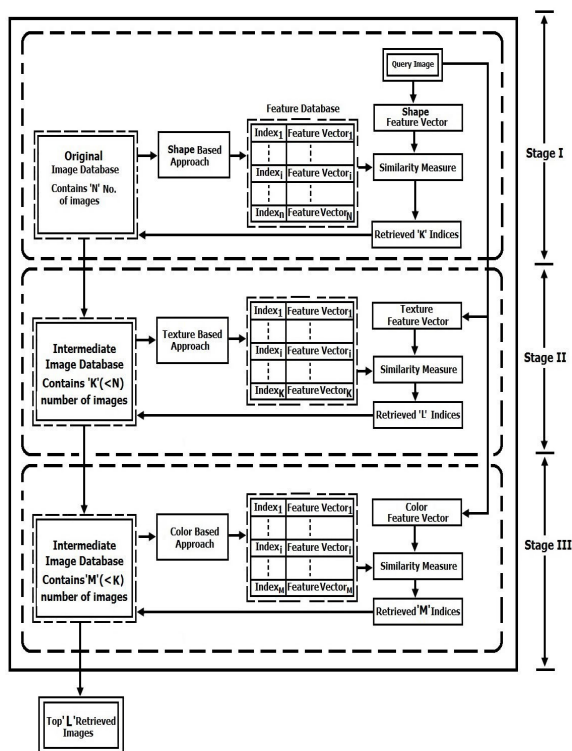 Query Image
Feature Database
Shape
Feature Vector
Original
Image Database
Contains 'N' No.
of images
Shape Based
Approach
Index1 Feature Vector1
Indexi Feature Vectori
Indexn Feature VectorN
Similarity Measure
Retrieved 'K' Indices
Stage I
Intermediate
Image Database
Contains 'K'(<N)
number of images
Texture Based
Approach
Index1 Feature Vector1
Indexi Feature Vectori
IndexK Feature VectorK
Texture
Feature Vector
Similarity Measure
Retrieved 'L' Indices
Stage II
Intermediate
Image Database
Contains'M'(<K)
number of images
Color Based
Approach
Index1 Feature Vector1
Indexi Feature Vectori
IndexM Feature VectorM
Color
Feature Vector
Similarity Measure
Retrieved'M'Indices
Stage III
Top'L'Retrieved
Images